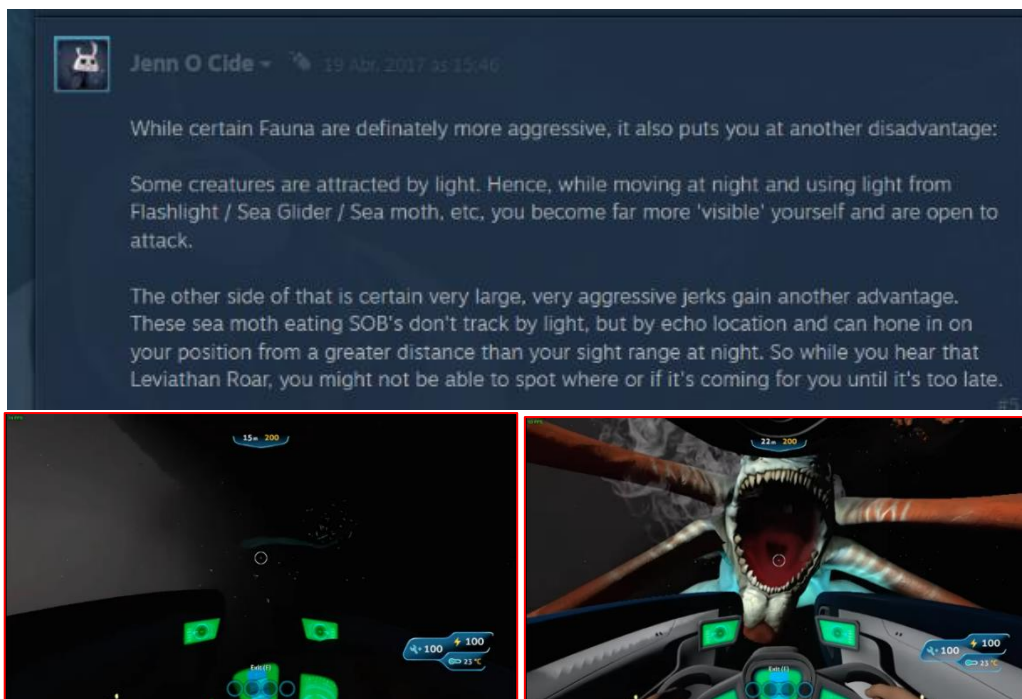 Jenn O Cide
19 Abr, 2017 as 15:46
While certain Fauna are definately more aggressive, it also puts you at another disadvantage:
Some creatures are attracted by light. Hence, while moving at night and using light from
Flashlight / Sea Glider / Sea moth, etc, you become far more 'visible' yourself and are open to
attack.
The other side of that is certain very large, very aggressive jerks gain another advantage.
These sea moth eating SOB's don't track by light, but by echo location and can hone in on
your position from a greater distance than your sight range at night. So while you hear that
Leviathan Roar, you might not be able to spot where or if it's coming for you until it's too late.
#5
15m 200
100
100
23 °C
Exit (E)
22m 200
100
100
23 °C
Exit (E)